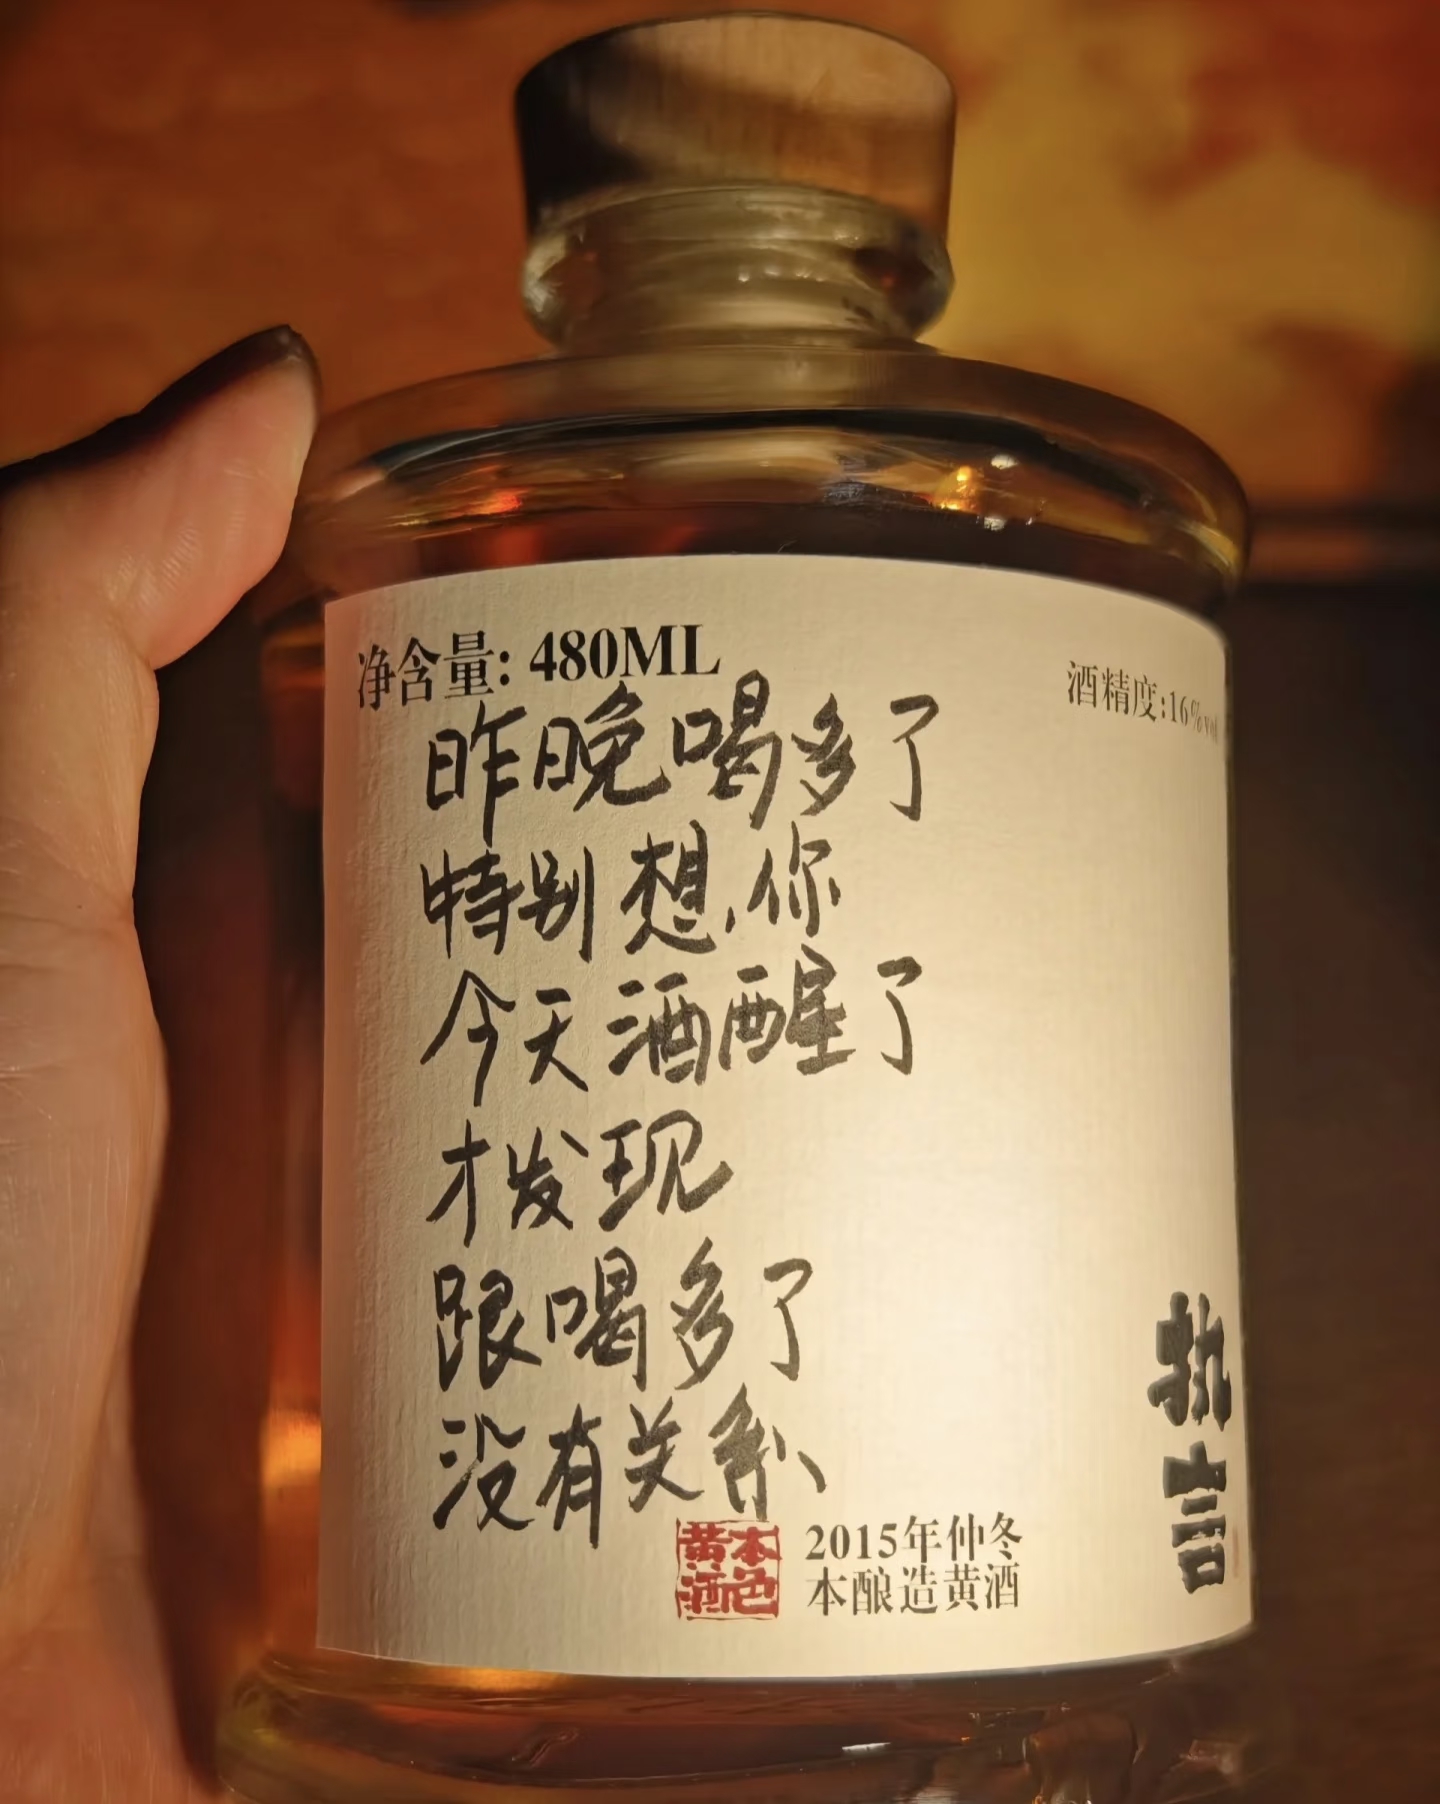 净含量: 480ML
酒精度:16%vol
昨晚喝多了
特别想你
今天酒醒了
才发现
跟喝多了
没有关系
执言
本色
黄酒
2015年仲冬
本酿造黄酒